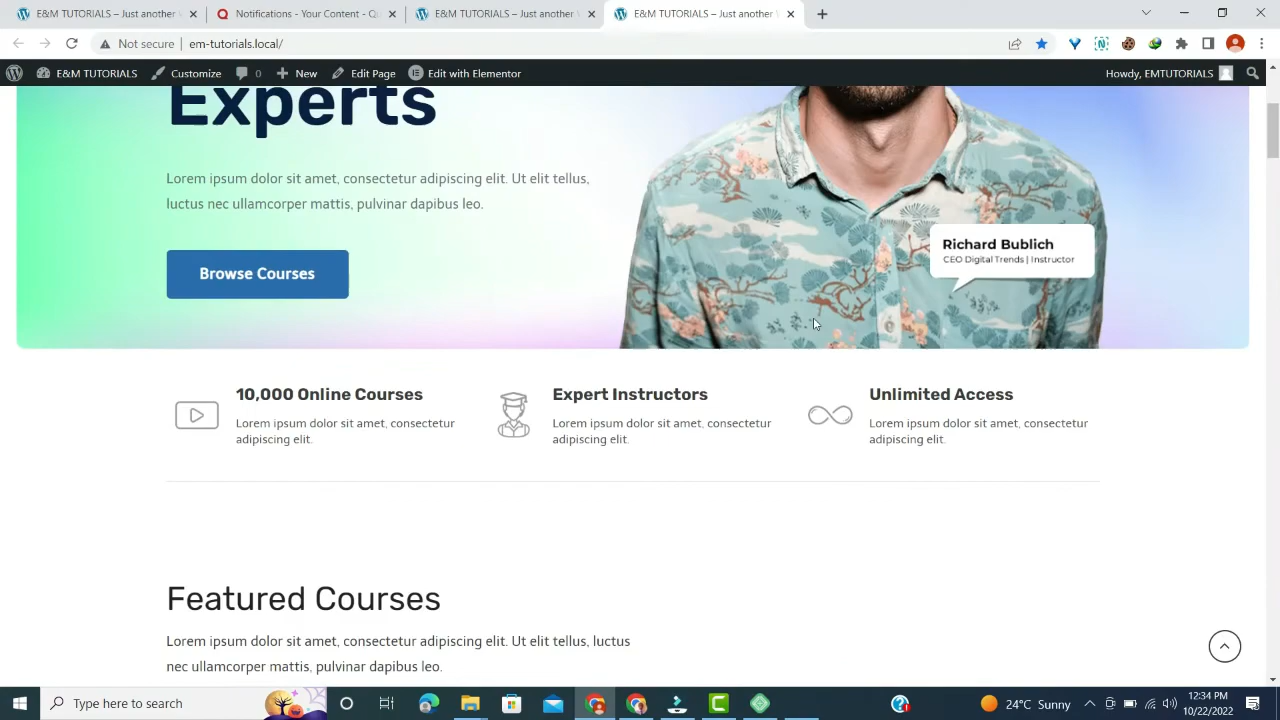 E&M TUTORIALS – Just another
Notifications - Your Content - Q
E&M TUTORIALS – Just another
E&M TUTORIALS – Just another
Not secure
em-tutorials.local/
E&M TUTORIALS
Customize
0
New
Edit Page
Edit with Elementor
Howdy, EMTUTORIALS
Experts
Lorem ipsum dolor sit amet, consectetur adipiscing elit. Ut elit tellus,
luctus nec ullamcorper mattis, pulvinar dapibus leo.
Browse Courses
Richard Bublich
CEO Digital Trends | Instructor
10,000 Online Courses
Lorem ipsum dolor sit amet, consectetur
adipiscing elit.
Expert Instructors
Lorem ipsum dolor sit amet, consectetur
adipiscing elit.
Unlimited Access
Lorem ipsum dolor sit amet, consectetur
adipiscing elit.
Featured Courses
Lorem ipsum dolor sit amet, consectetur adipiscing elit. Ut elit tellus, luctus
nec ullamcorper mattis, pulvinar dapibus leo.
Type here to search
24°C Sunny
12:34 PM
10/22/2022